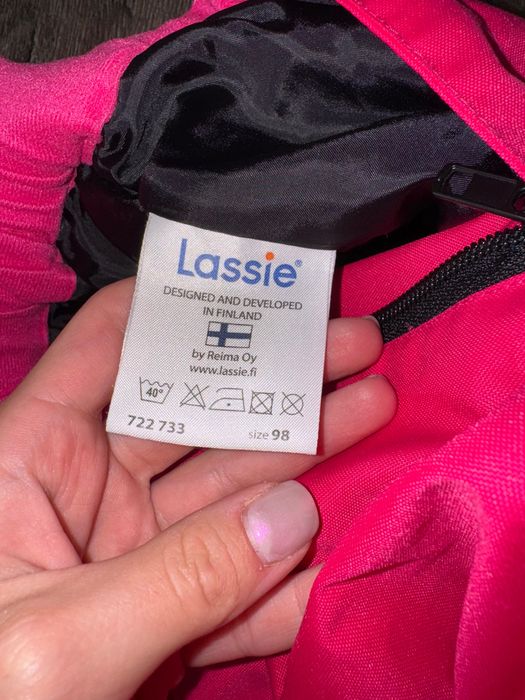 Lassie®
DESIGNED AND DEVELOPED
IN FINLAND
by Reima Oy
www.lassie.fi
40°
722 733 size 98